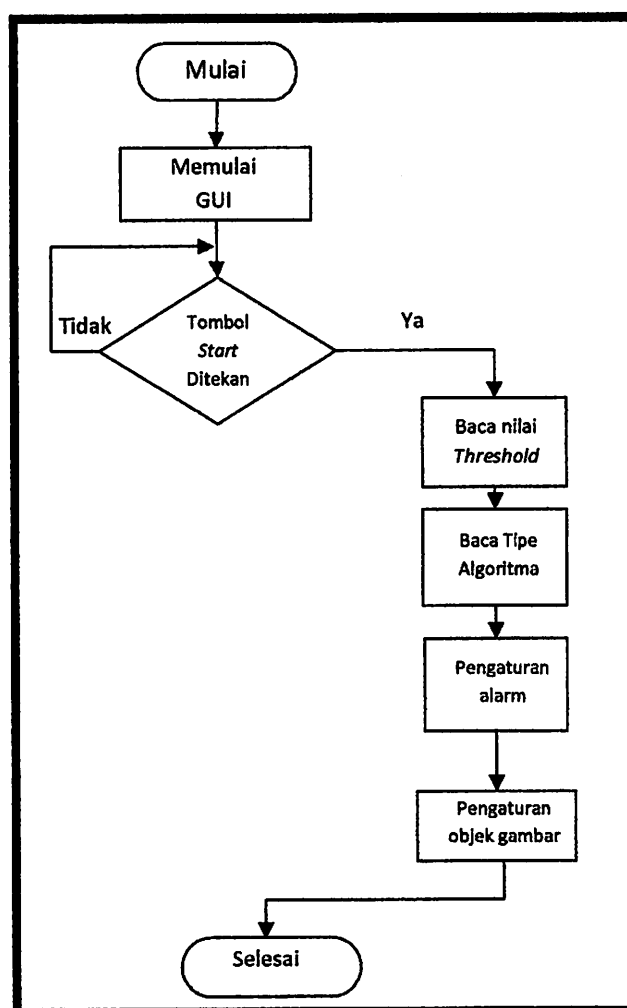 Mulai
Memulai
GUI
Tidak
Tombol
Start
Ditekan
Ya
Baca nilai
Threshold
Baca Tipe
Algoritma
Pengaturan
alarm
Pengaturan
objek gambar
Selesai